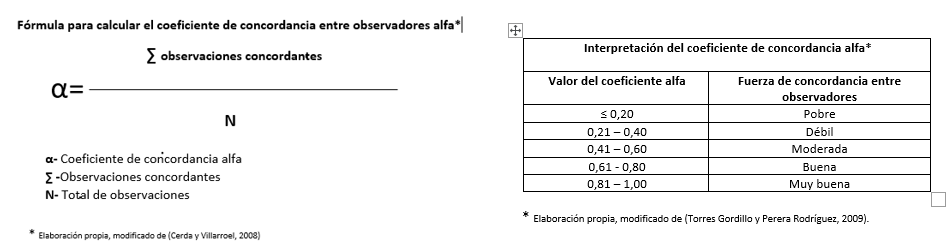 Fórmula para calcular el coeficiente de concordancia entre observadores alfa*
∑ observaciones concordantes
α=
N
α- Coeficiente de concordancia alfa
∑ -Observaciones concordantes
N- Total de observaciones
* Elaboración propia, modificado de (Cerda y Villarroel, 2008)
Interpretación del coeficiente de concordancia alfa*
Valor del coeficiente alfa Fuerza de concordancia entre
observadores
≤ 0,20 Pobre
0,21 – 0,40 Débil
0,41 – 0,60 Moderada
0,61 - 0,80 Buena
0,81 – 1,00 Muy buena
* Elaboración propia, modificado de (Torres Gordillo y Perera Rodríguez, 2009).